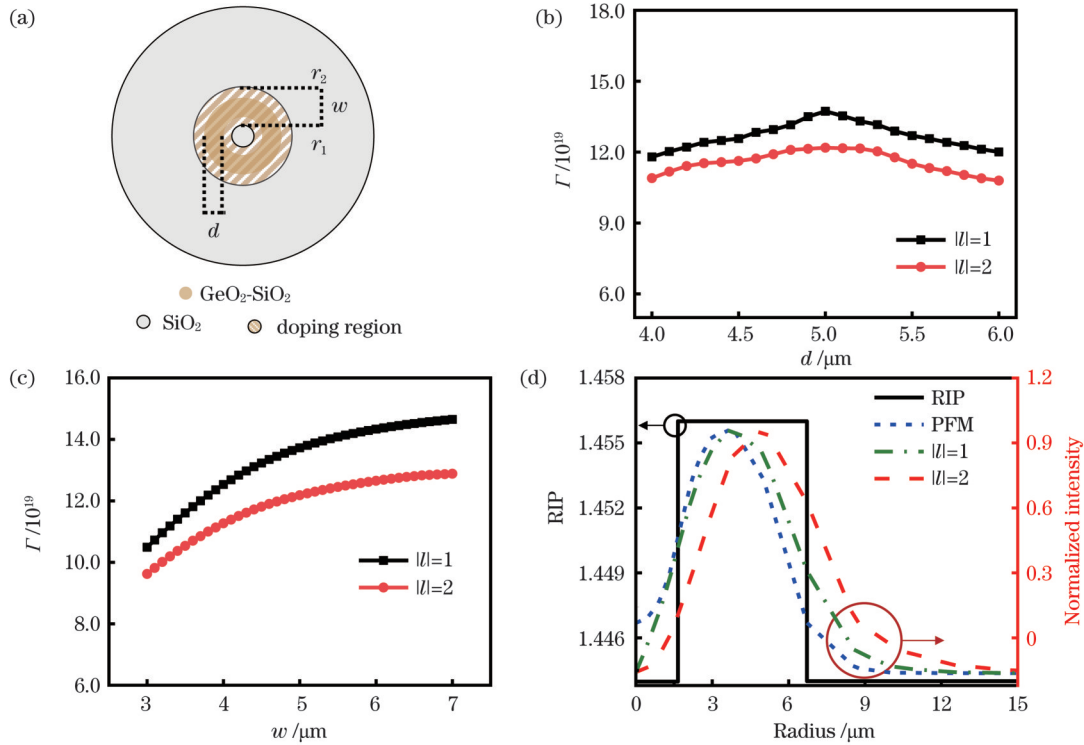 (a)
r₂
w
r₁
d
GeO₂-SiO₂
SiO₂
doping region
(b)
18.0
15.0
12.0
9.0
6.0
Γ /10¹⁹
|l|=1
|l|=2
4.0 4.5 5.0 5.5 6.0
d /μm
(c)
16.0
14.0
12.0
10.0
8.0
6.0
Γ /10¹⁹
|l|=1
|l|=2
3 4 5 6 7
w /μm
(d)
1.458
1.455
1.452
1.449
1.446
RIP
RIP
PFM
|l|=1
|l|=2
1.2
0.9
0.6
0.3
0
Normalized intensity
0 3 6 9 12 15
Radius /μm